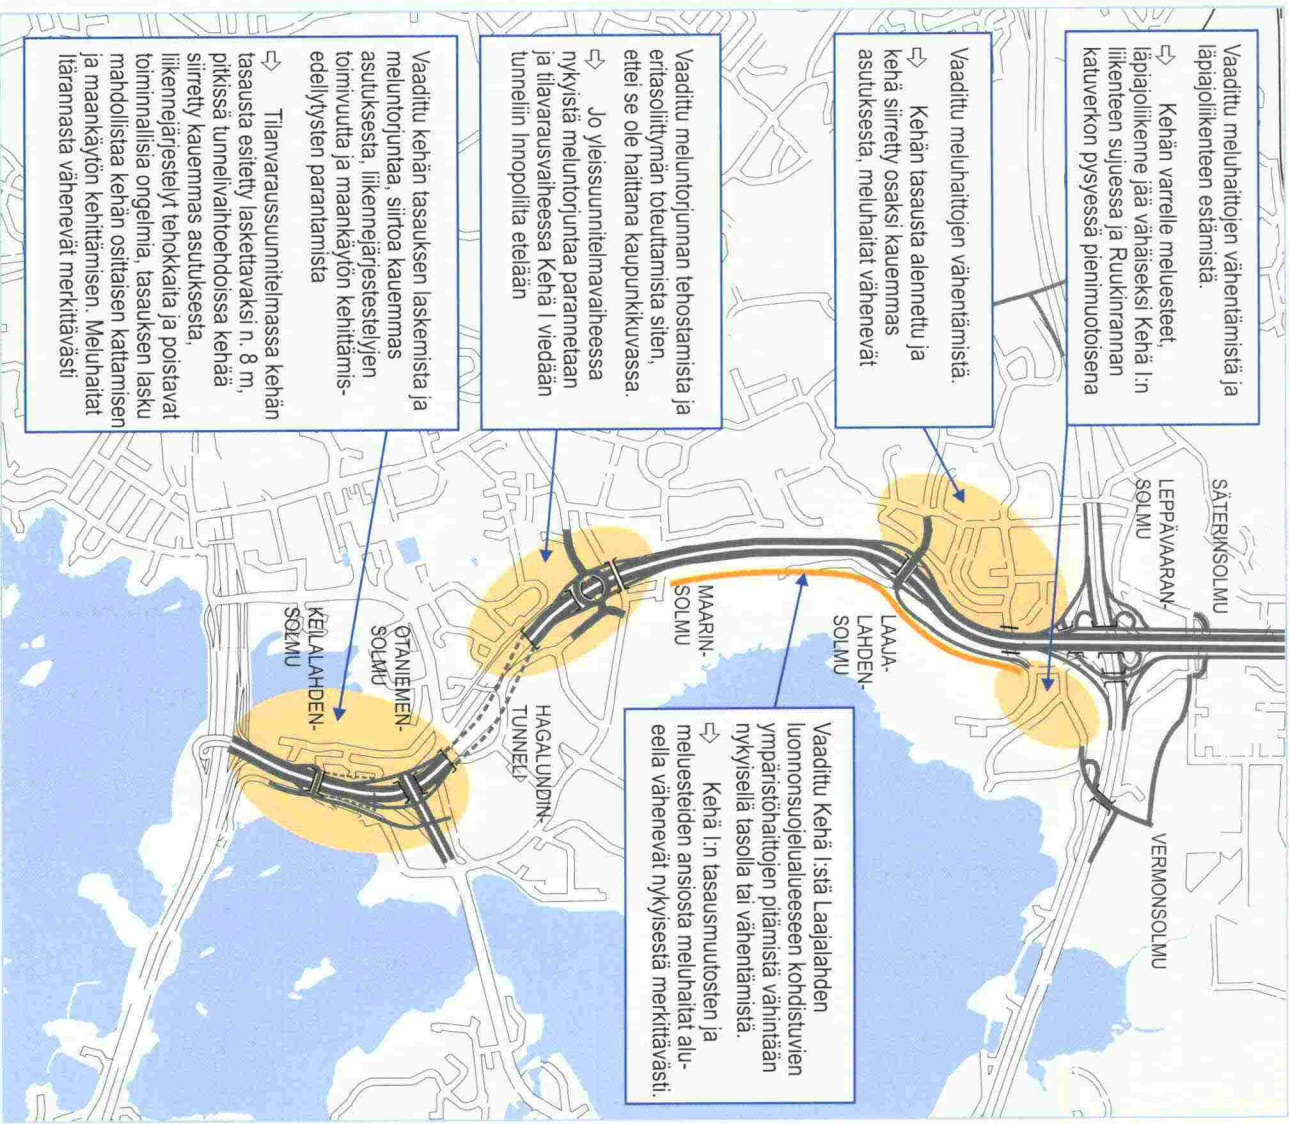 Vaadittu meluhaittojen vähentämistä ja
läpiajoliikenteen estämistä.
⇨ Kehän varrelle meluesteet,
läpiajoliikenne jää vähäiseksi Kehä I:n
liikenteen sujuessa ja Ruukinrannan
katuverkon pysyessä pienimuotoisena
Vaadittu meluhaittojen vähentämistä.
⇨ Kehän tasausta alennettu ja
kehä siirretty osaksi kauemmas
asutuksesta, meluhaitat vähenevät
Vaadittu meluntorjunnan tehostamista ja
eritasoliittymän toteuttamista siten,
ettei se ole haittana kaupunkikuvassa.
⇨ Jo yleissuunnitelmavaiheessa
nykyistä meluntorjuntaa parannetaan
ja tilavarausvaiheessa Kehä I viedään
tunneliin Innopolilta etelään
Vaadittu kehän tasauksen laskemista ja
meluntorjuntaa, siirtoa kauemmas
asutuksesta, liikennejärjestestelyjen
toimivuutta ja maankäytön kehittämis-
edellytysten parantamista
⇨ Tilanvaraussuunnitelmassa kehän
tasausta esitetty laskettavaksi n. 8 m,
pitkissä tunnelivaihtoehdoissa kehää
siirretty kauemmas asutuksesta,
liikennejärjestelyt tehokkaita ja poistavat
toiminnallisia ongelmia, tasauksen lasku
mahdollistaa kehän osittaisen kattamisen
ja maankäytön kehittämisen. Meluhaitat
Itärannasta vähenevät merkittävästi
SÄTERINSOLMU
LEPPÄVAARAN-
SOLMU
VERMONSOLMU
LAAJA-
LAHDEN-
SOLMU
MAARIN-
SOLMU
Vaadittu Kehä I:stä Laajalahden
luonnonsuojelualueeseen kohdistuvien
ympäristöhaittojen pitämistä vähintään
nykyisellä tasolla tai vähentämistä.
⇨ Kehä I:n tasausmuutosten ja
meluesteiden ansiosta meluhaitat alu-
eella vähenevät nykyisestä merkittävästi.
HAGALUNDIN-
TUNNELI
OTANIEMEN-
SOLMU
KEILALAHDEN-
SOLMU